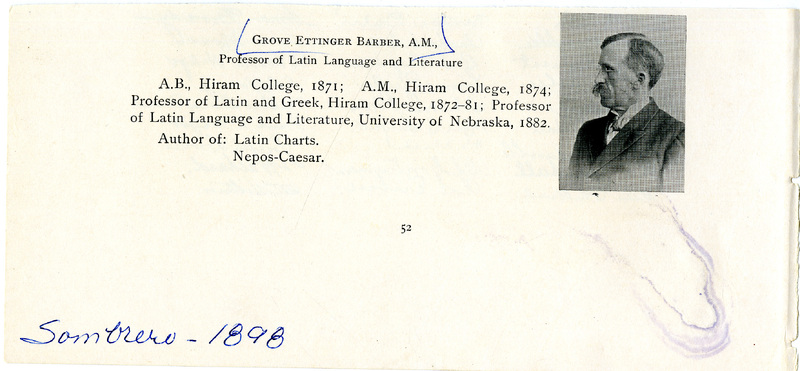 GROVE ETTINGER BARBER, A.M.,
Professor of Latin Language and Literature
A.B., Hiram College, 1871; A.M., Hiram College, 1874;
Professor of Latin and Greek, Hiram College, 1872–81; Professor
of Latin Language and Literature, University of Nebraska, 1882.
Author of: Latin Charts.
Nepos-Caesar.
52
Sombrero - 1898